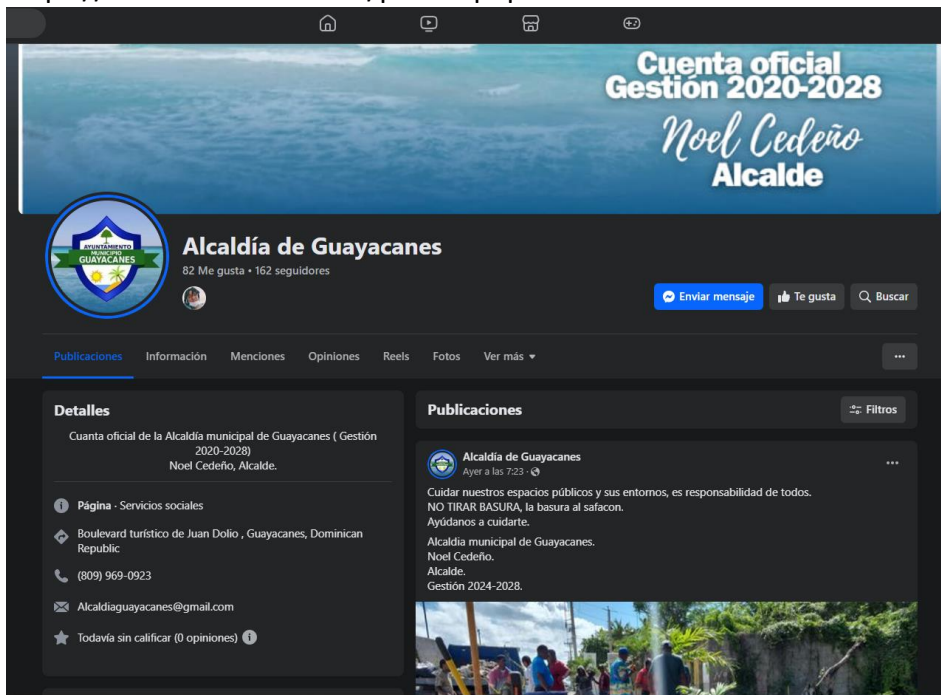 Cuenta oficial
Gestión 2020-2028
Noel Cedeño
Alcalde
AYUNTAMIENTO
MUNICIPIO
GUAYACANES
Alcaldía de Guayacanes
82 Me gusta • 162 seguidores
Enviar mensaje
Te gusta
Buscar
Publicaciones
Información
Menciones
Opiniones
Reels
Fotos
Ver más
Detalles
Cuanta oficial de la Alcaldía municipal de Guayacanes ( Gestión
2020-2028)
Noel Cedeño, Alcalde.
Página · Servicios sociales
Boulevard turístico de Juan Dolio , Guayacanes, Dominican
Republic
(809) 969-0923
Alcaldiaguayacanes@gmail.com
Todavía sin calificar (0 opiniones)
Publicaciones
Filtros
Alcaldía de Guayacanes
Ayer a las 7:23 ·
Cuidar nuestros espacios públicos y sus entornos, es responsabilidad de todos.
NO TIRAR BASURA, la basura al safacon.
Ayúdanos a cuidarte.
Alcaldia municipal de Guayacanes.
Noel Cedeño.
Alcalde.
Gestión 2024-2028.